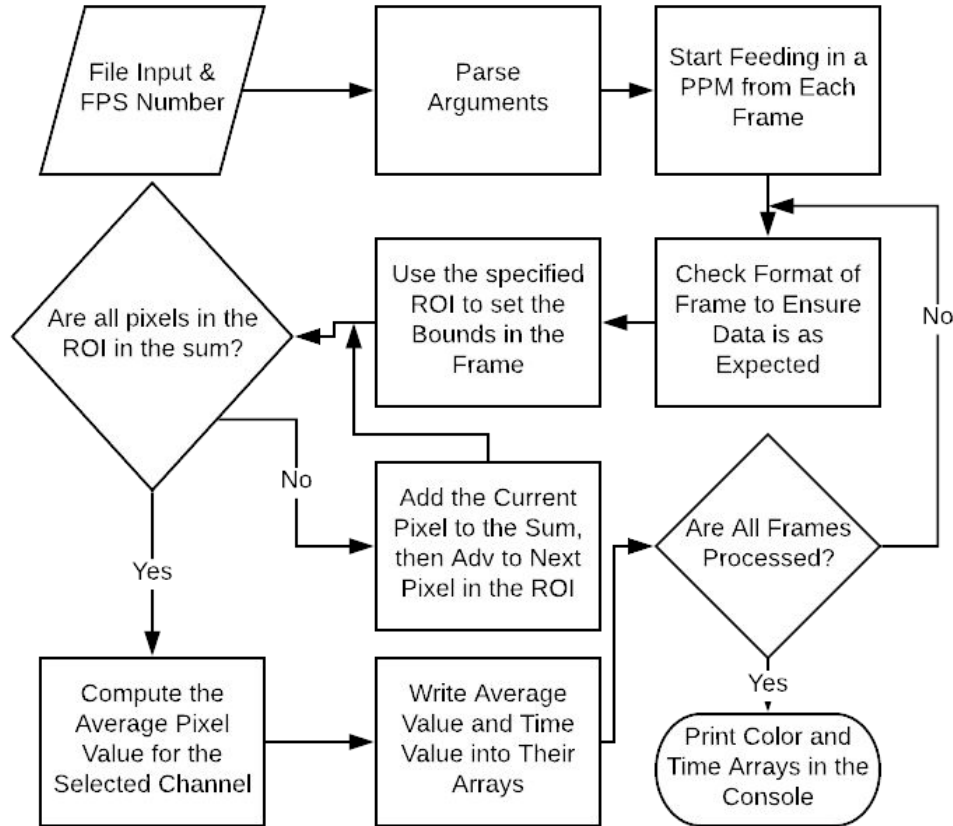 File Input &
FPS Number
Parse
Arguments
Start Feeding in a
PPM from Each
Frame
Are all pixels in the
ROI in the sum?
Use the specified
ROI to set the
Bounds in the
Frame
Check Format of
Frame to Ensure
Data is as
Expected
No
No
Add the Current
Pixel to the Sum,
then Adv to Next
Pixel in the ROI
Are All Frames
Processed?
Yes
Compute the
Average Pixel
Value for the
Selected Channel
Write Average
Value and Time
Value into Their
Arrays
Yes
Print Color and
Time Arrays in the
Console